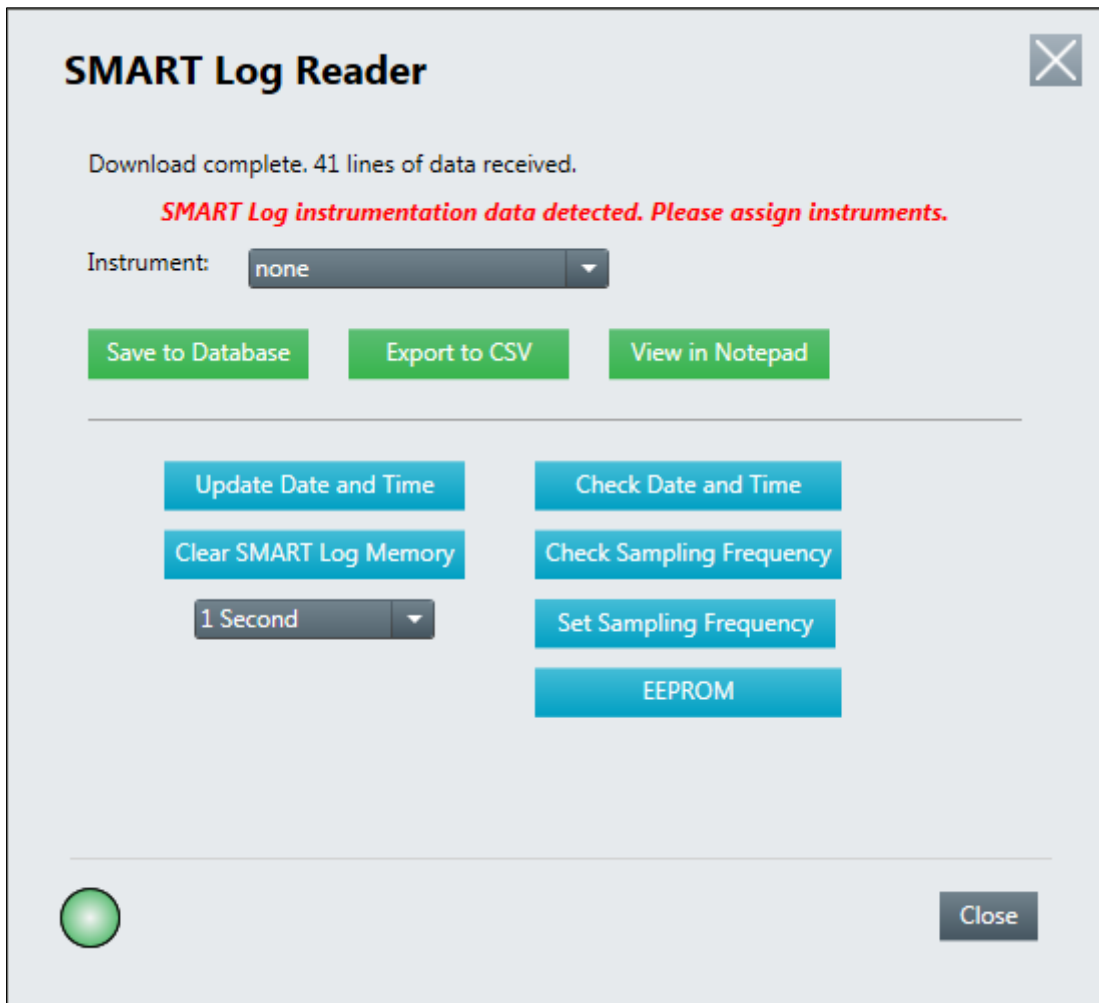 SMART Log Reader
Download complete. 41 lines of data received.
SMART Log instrumentation data detected. Please assign instruments.
Instrument: none
Save to Database Export to CSV View in Notepad
Update Date and Time Check Date and Time
Clear SMART Log Memory Check Sampling Frequency
1 Second Set Sampling Frequency
EEPROM
Close